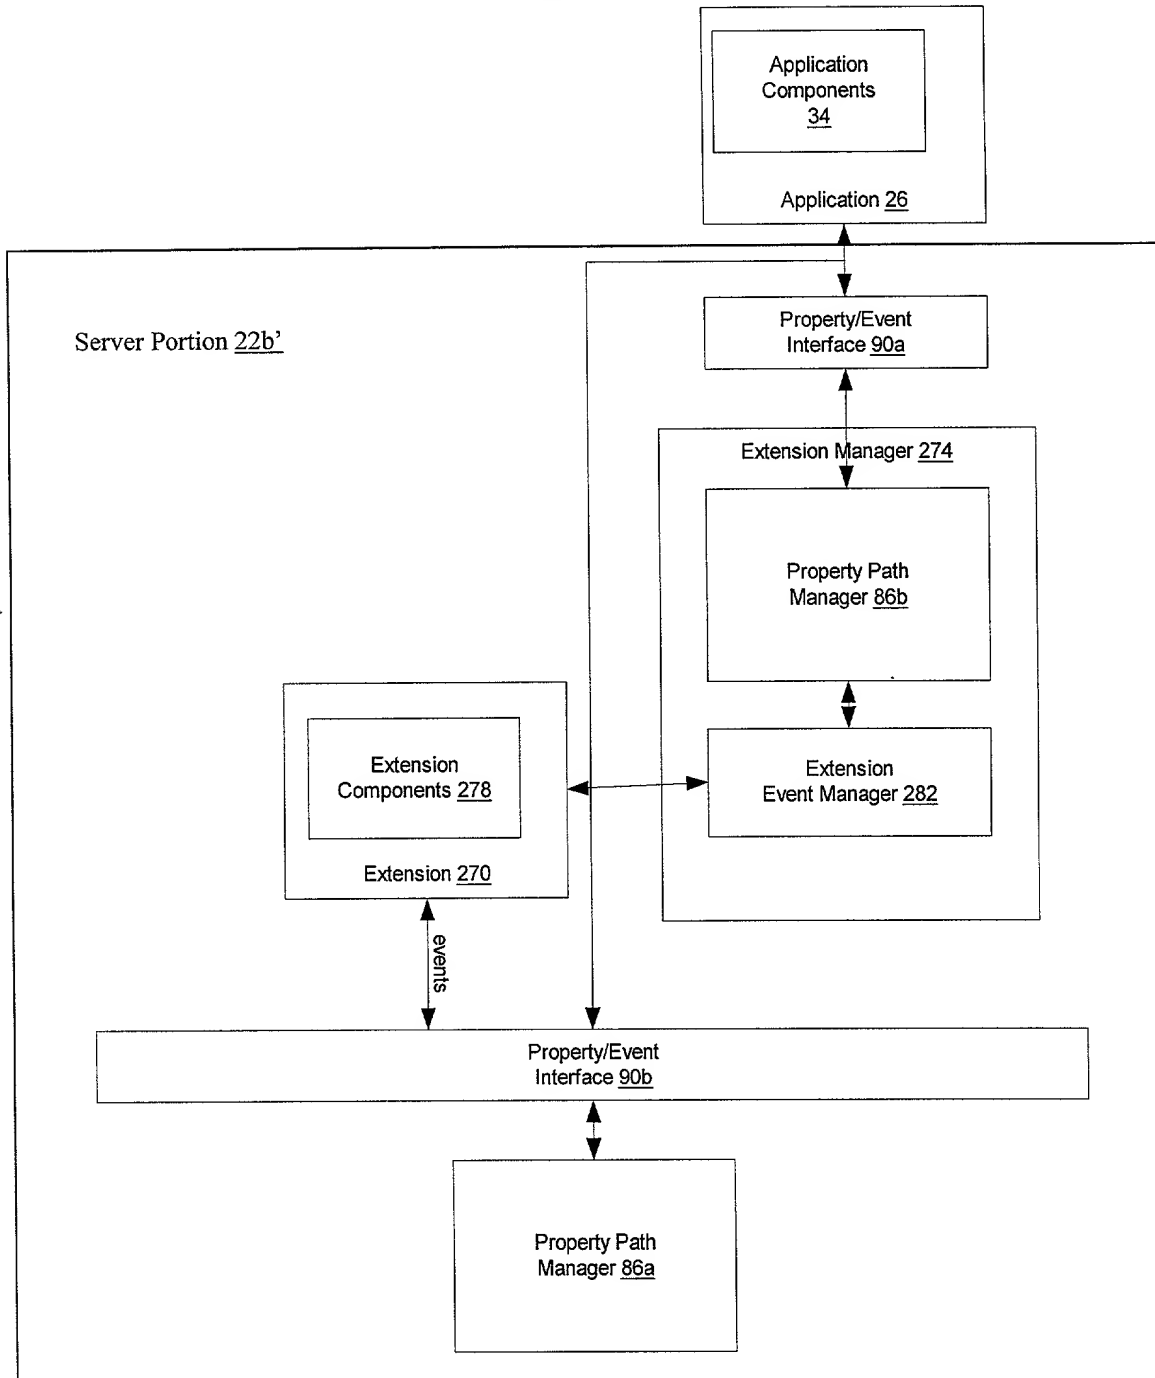 Application
Components
34
Application 26
Server Portion 22b’
Property/Event
Interface 90a
Extension Manager 274
Property Path
Manager 86b
Extension
Components 278
Extension 270
Extension
Event Manager 282
events
Property/Event
Interface 90b
Property Path
Manager 86a